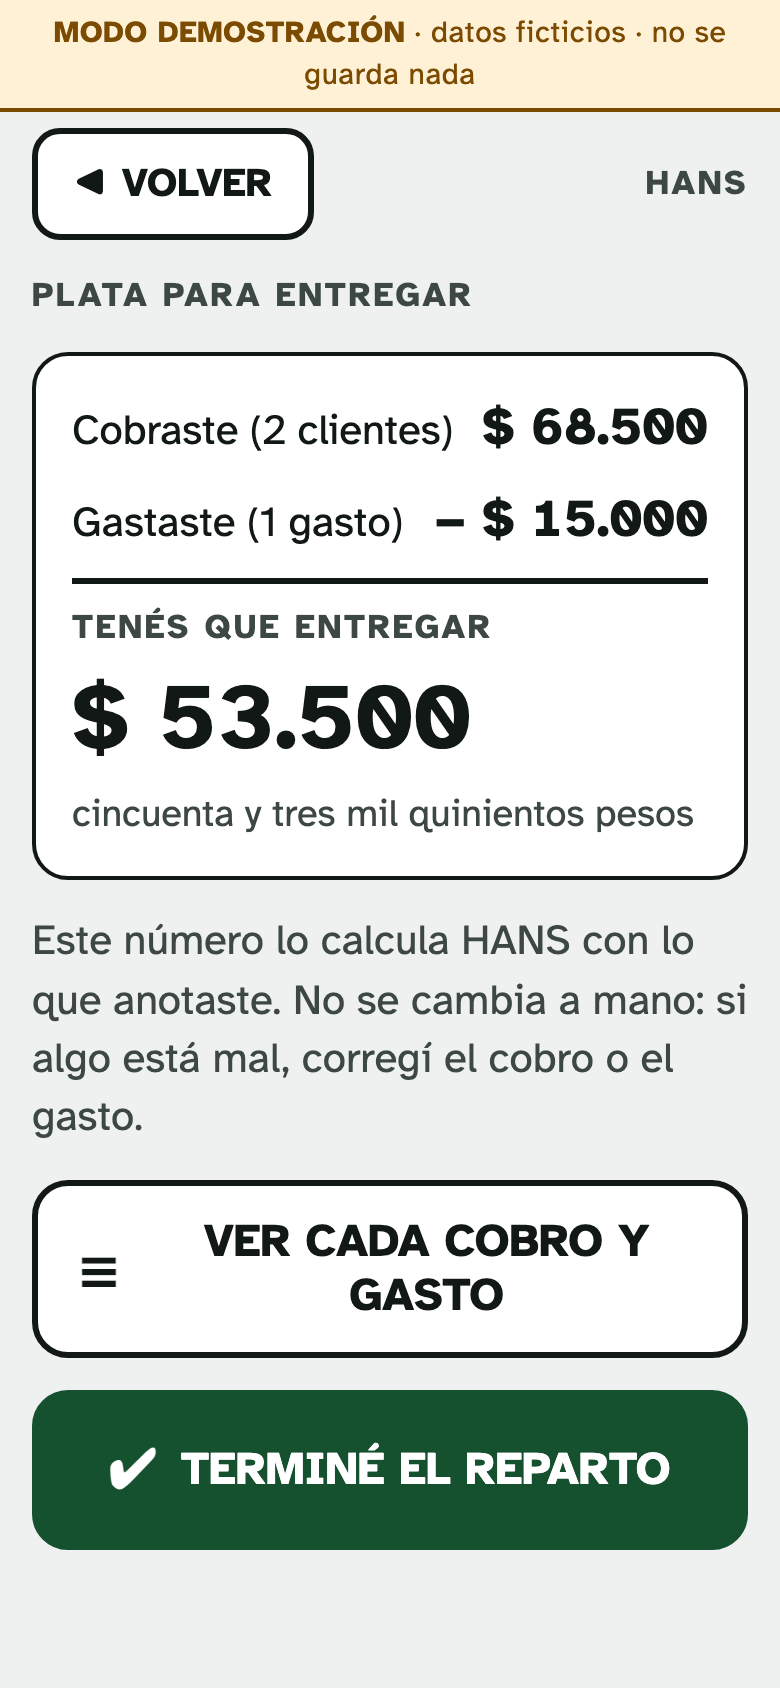 MODO DEMOSTRACIÓN · datos ficticios · no se
guarda nada
◀ VOLVER
HANS
PLATA PARA ENTREGAR
Cobraste (2 clientes) $ 68.500
Gastaste (1 gasto) – $ 15.000
TENÉS QUE ENTREGAR
$ 53.500
cincuenta y tres mil quinientos pesos
Este número lo calcula HANS con lo
que anotaste. No se cambia a mano: si
algo está mal, corregí el cobro o el
gasto.
☰ VER CADA COBRO Y
GASTO
✔ TERMINÉ EL REPARTO